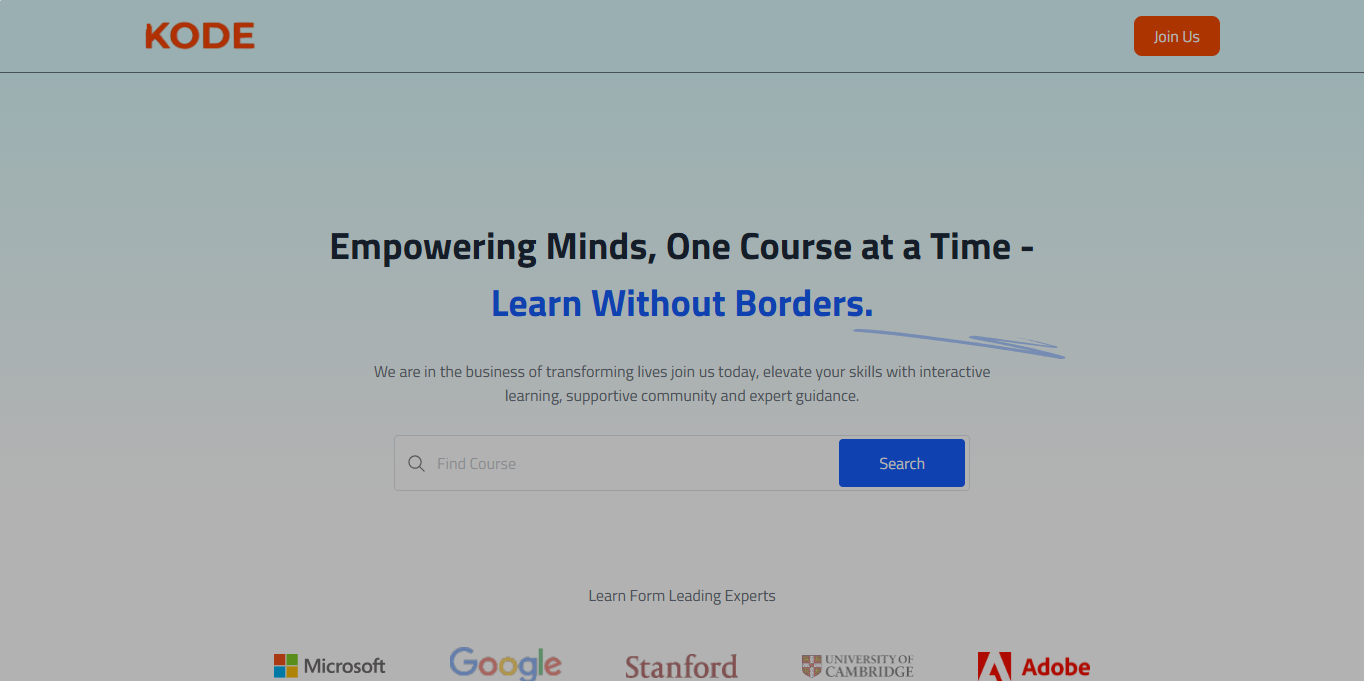 KODE
Join Us
Empowering Minds, One Course at a Time -
Learn Without Borders.
We are in the business of transforming lives join us today, elevate your skills with interactive
learning, supportive community and expert guidance.
Find Course
Search
Learn Form Leading Experts
Microsoft
Google
Stanford
UNIVERSITY OF
CAMBRIDGE
Adobe